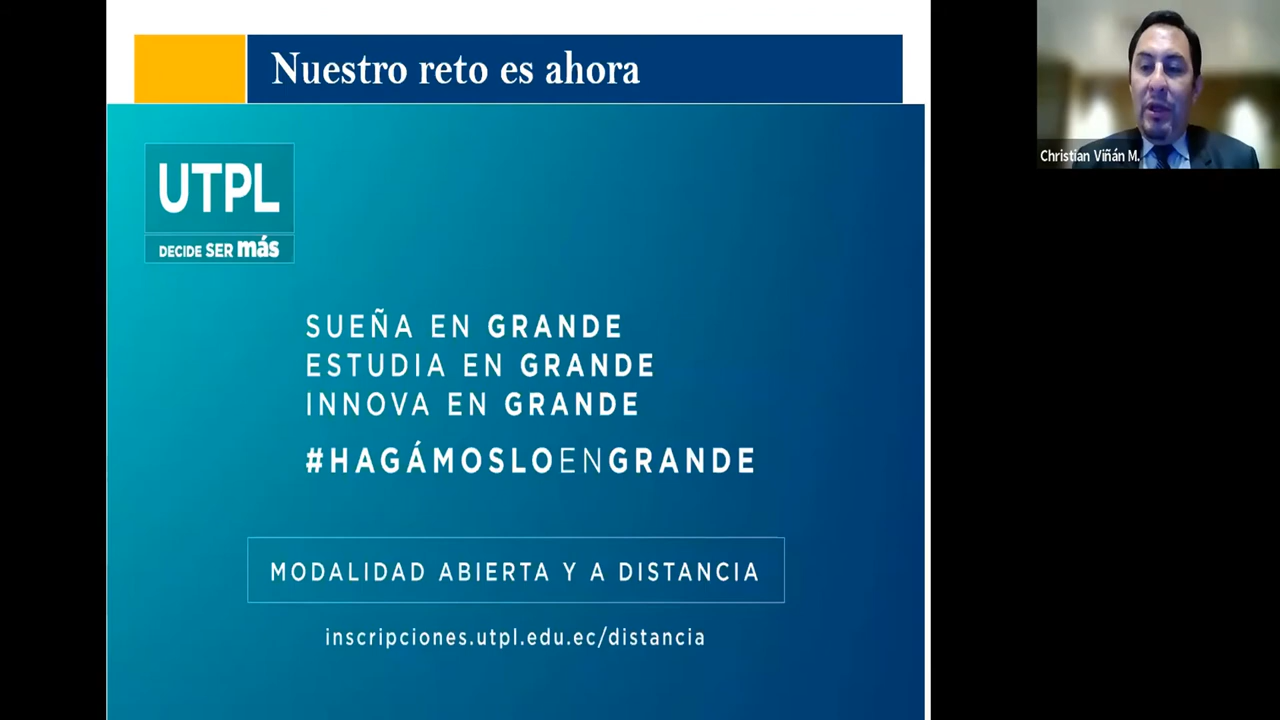 Nuestro reto es ahora
UTPL
DECIDE SER más
SUEÑA EN GRANDE
ESTUDIA EN GRANDE
INNOVA EN GRANDE
#HAGÁMOSLOENGRANDE
MODALIDAD ABIERTA Y A DISTANCIA
inscripciones.utpl.edu.ec/distancia
Christian Viñán M.